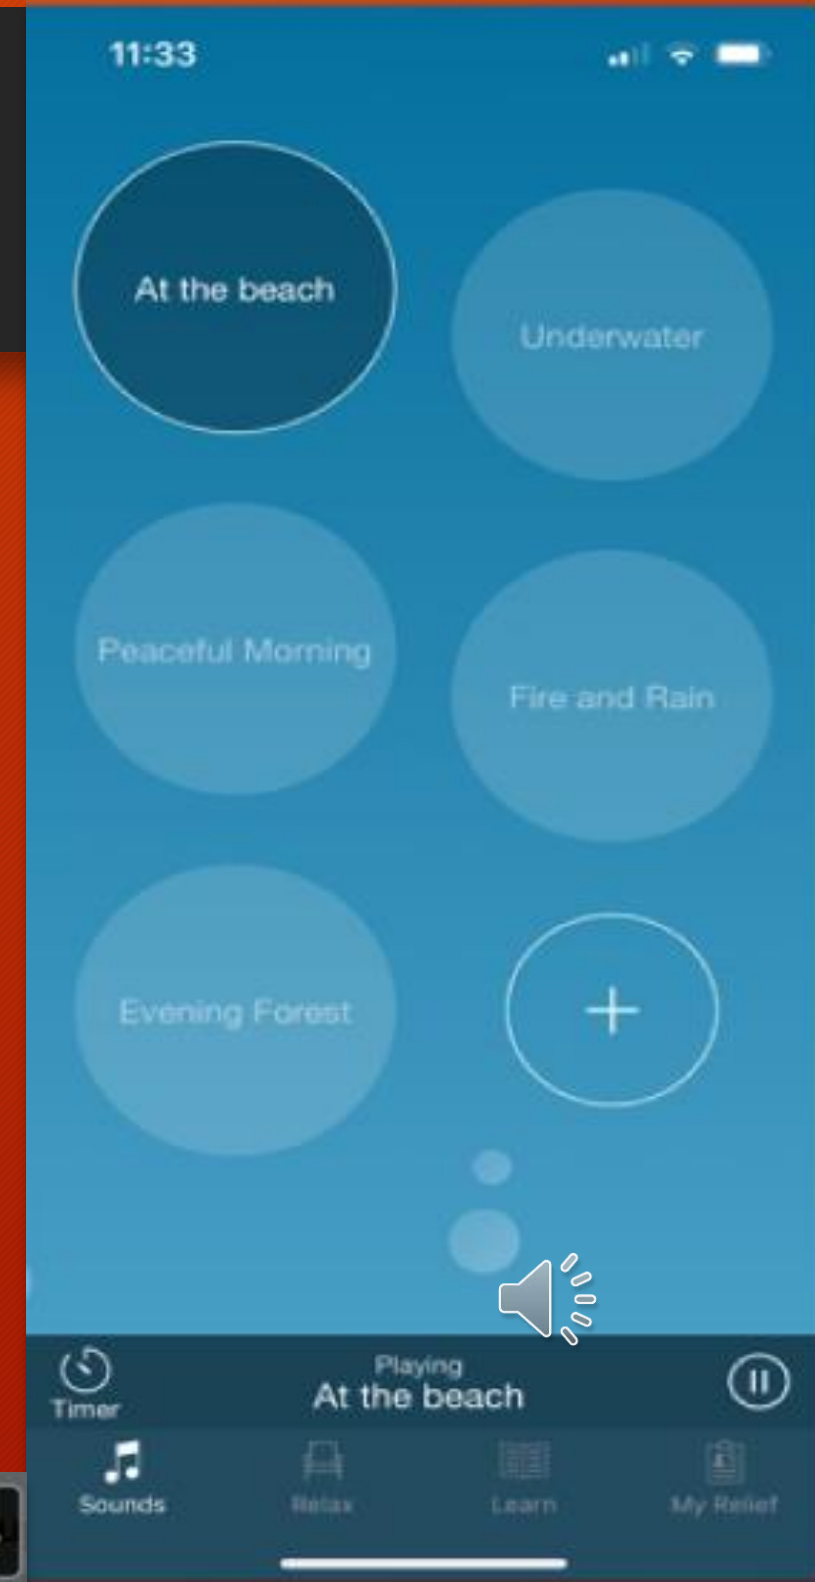 11:33
At the beach
Underwater
Peaceful Morning
Fire and Rain
Evening Forest
+
Playing
At the beach
Timer
Sounds
Relax
Learn
My Relief